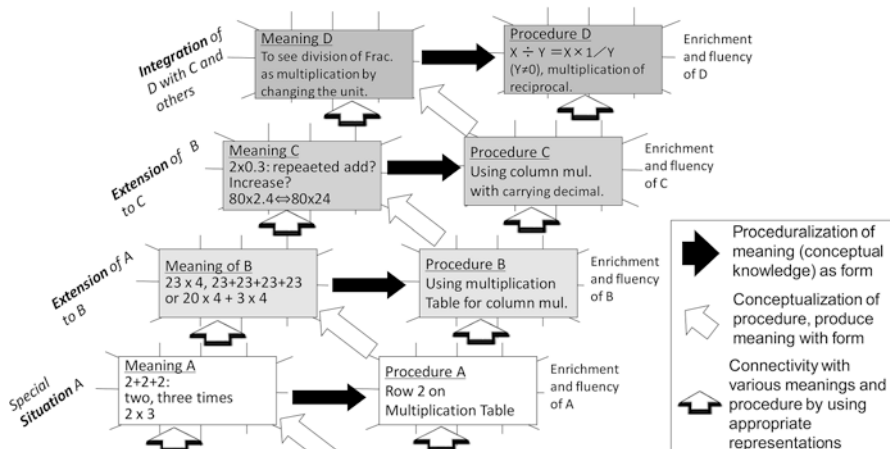 Integration of
D with C and
others
Meaning D
To see division of Frac.
as multiplication by
changing the unit.
Procedure D
X ÷ Y =X×1／Y
(Y≠0), multiplication of
reciprocal.
Enrichment
and fluency
of D
Extension of B
to C
Meaning C
2x0.3: repeaeted add?
Increase?
80x2.4⇔80x24
Procedure C
Using column mul.
with carrying decimal.
Enrichment
and fluency
of C
Extension of A
to B
Meaning of B
23 x 4, 23+23+23+23
or 20 x 4 + 3 x 4
Procedure B
Using multiplication
Table for column mul.
Enrichment
and fluency
of B
Special
Situation A
Meaning A
2+2+2:
two, three times
2 x 3
Procedure A
Row 2 on
Multiplication Table
Enrichment
and fluency
of A
Proceduralization of
meaning (conceptual
knowledge) as form
Conceptualization of
procedure, produce
meaning with form
Connectivity with
various meanings and
procedure by using
appropriate
representations